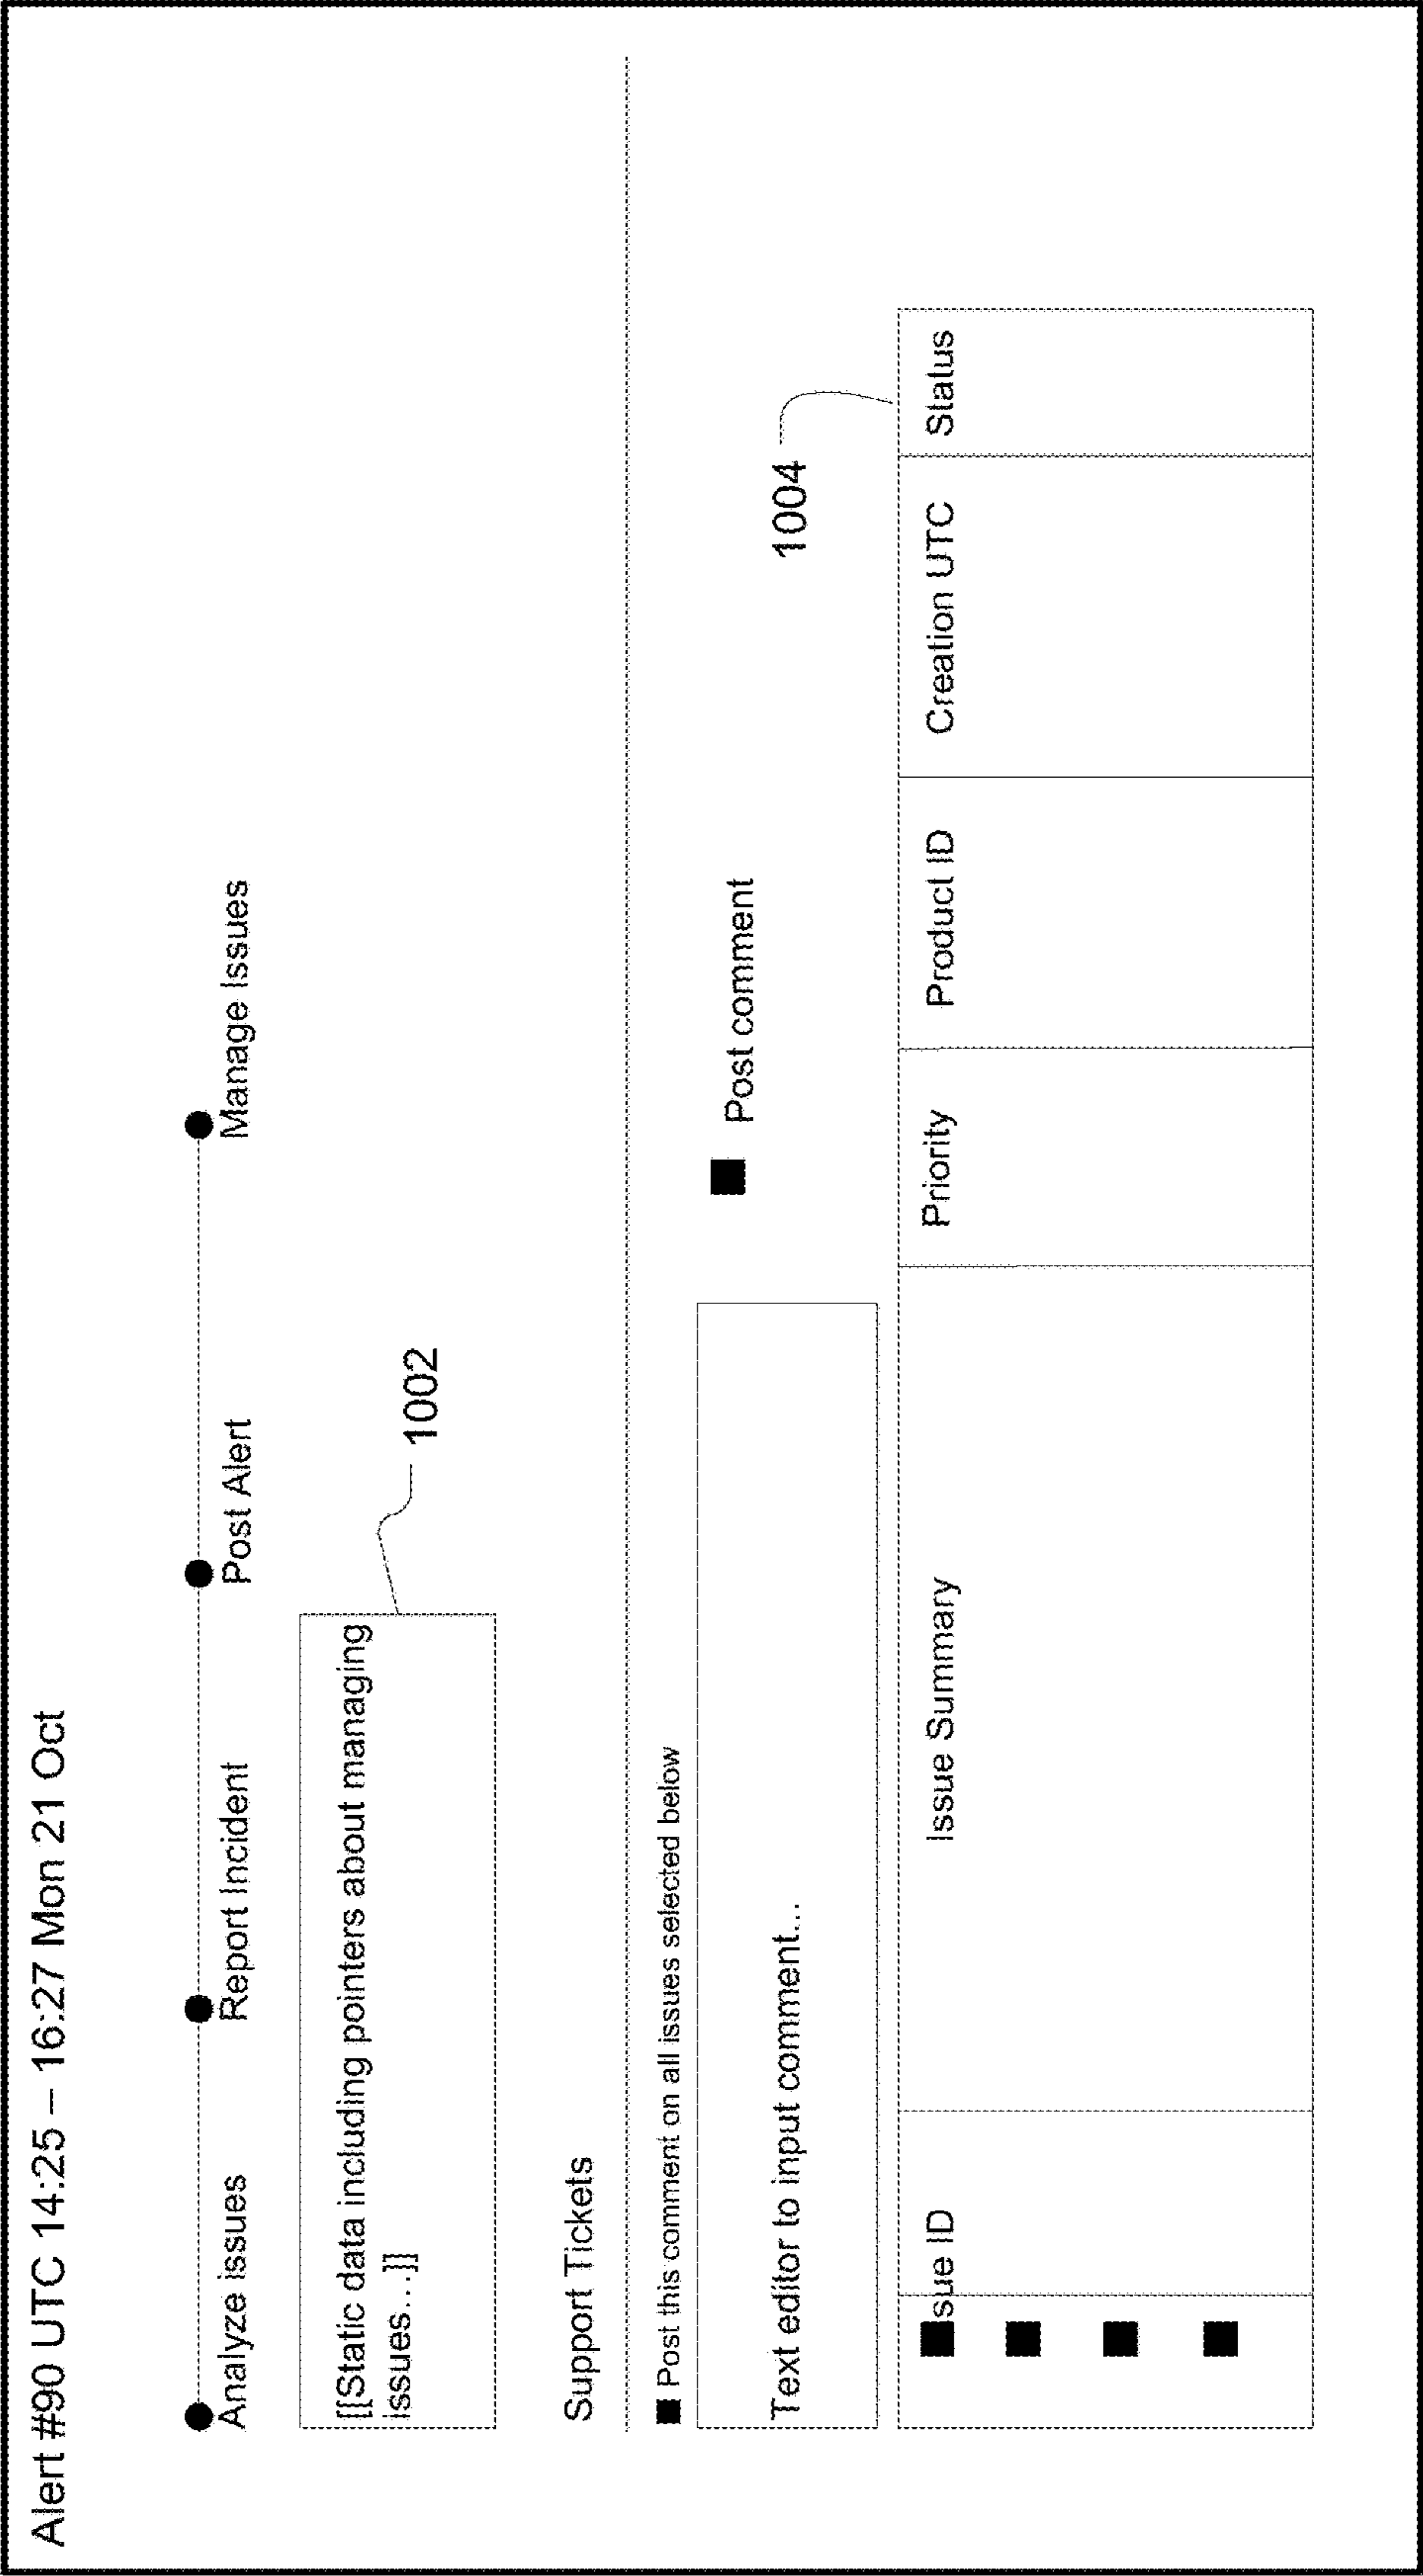 Alert #90 UTC 14:25 – 16:27 Mon 21 Oct
Analyze issues Report Incident Post Alert Manage Issues
[[Static data including pointers about managing
issues…]]
1002
Support Tickets
Post this comment on all issues selected below
Post comment
Text editor to input comment…
1004
sue ID Issue Summary Priority Product ID Creation UTC Status